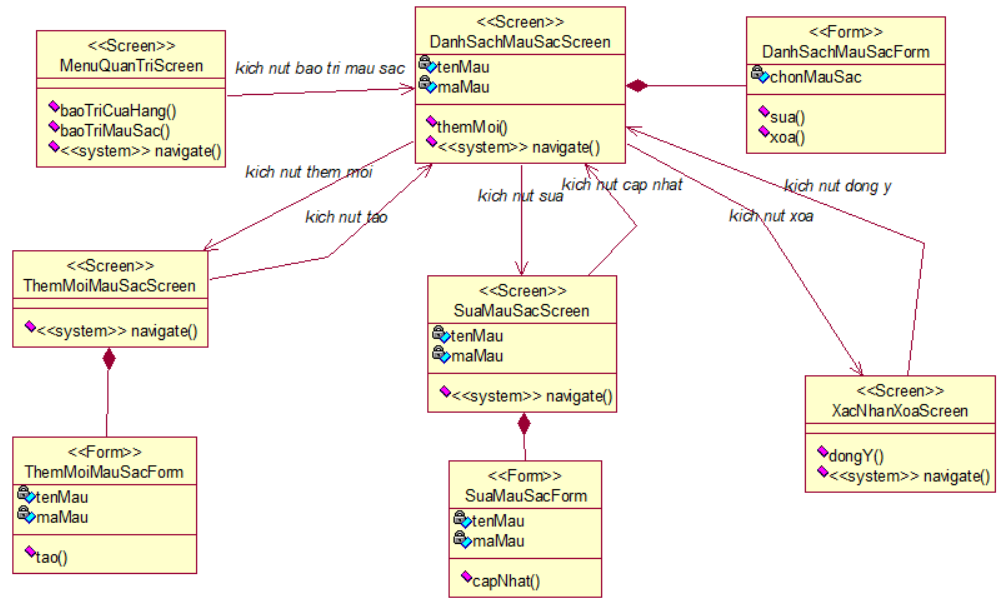 <<Screen>>
MenuQuanTriScreen
baoTriCuaHang()
baoTriMauSac()
<<system>> navigate()
kich nut bao tri mau sac
<<Screen>>
DanhSachMauSacScreen
tenMau
maMau
themMoi()
<<system>> navigate()
<<Form>>
DanhSachMauSacForm
chonMauSac
sua()
xoa()
kich nut them moi
kich nut tao
kich nut sua
kich nut cap nhat
kich nut dong y
kich nut xoa
<<Screen>>
ThemMoiMauSacScreen
<<system>> navigate()
<<Screen>>
SuaMauSacScreen
tenMau
maMau
<<system>> navigate()
<<Screen>>
XacNhanXoaScreen
dongY()
<<system>> navigate()
<<Form>>
ThemMoiMauSacForm
tenMau
maMau
tao()
<<Form>>
SuaMauSacForm
tenMau
maMau
capNhat()